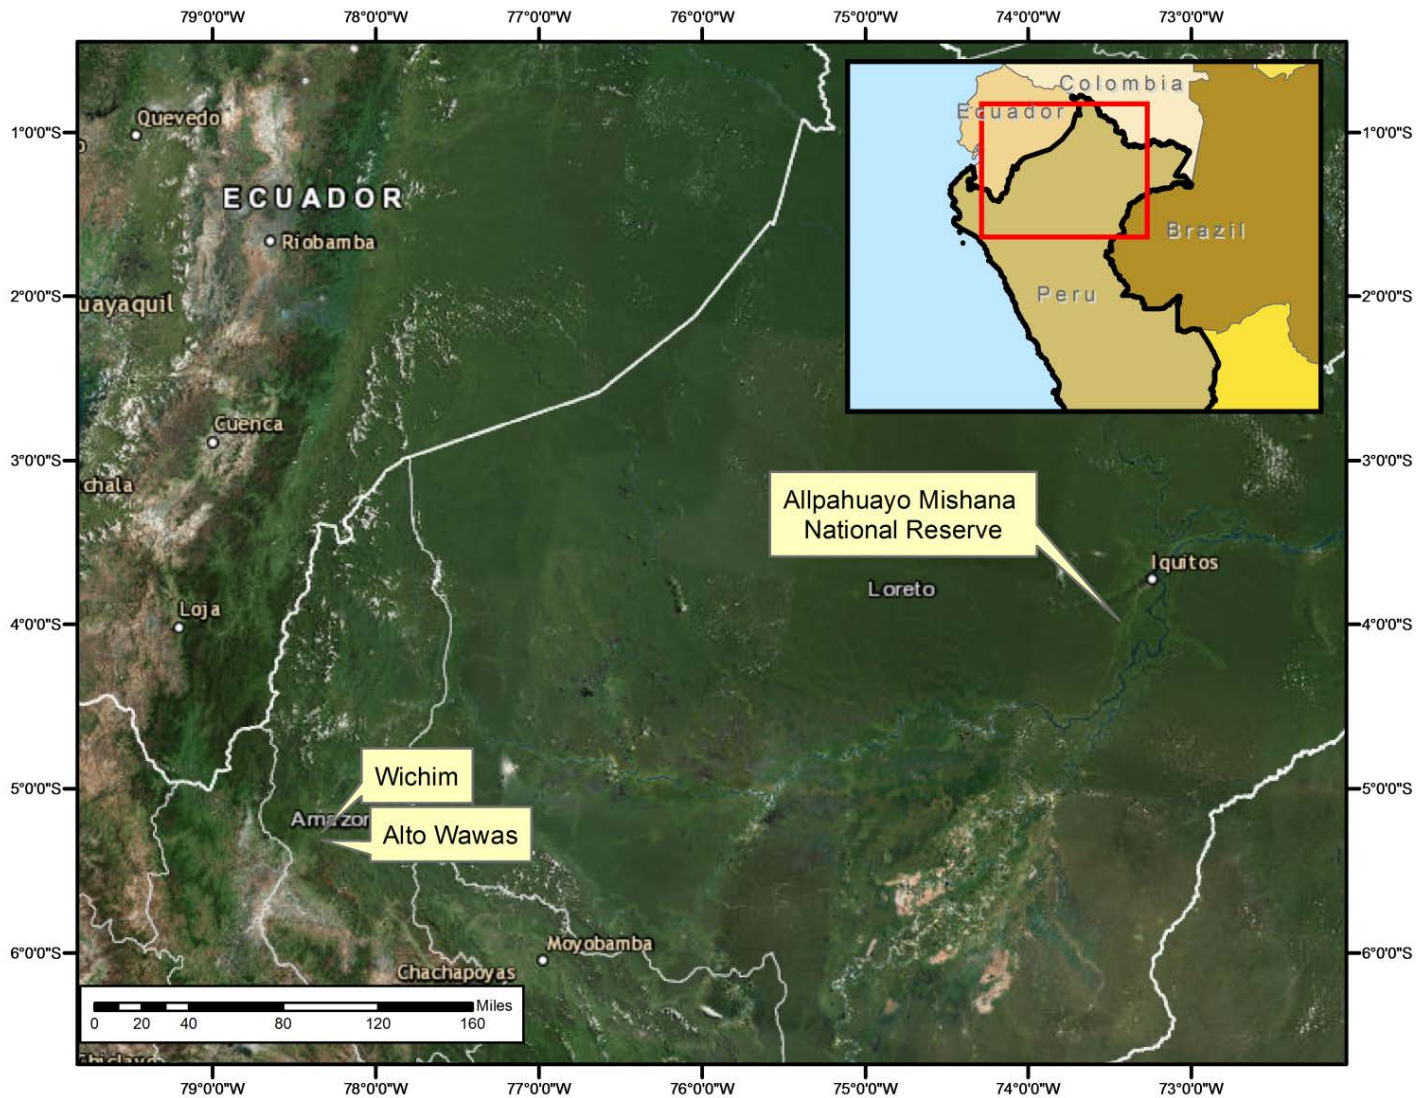 79°0'0"W
78°0'0"W
77°0'0"W
76°0'0"W
75°0'0"W
74°0'0"W
73°0'0"W
1°0'0"S
2°0'0"S
3°0'0"S
4°0'0"S
5°0'0"S
6°0'0"S
Quevedo
ECUADOR
Riobamba
uayaquil
Cuenca
chala
Loja
Colombia
Ecuador
Brazil
Peru
Allpahuayo Mishana
National Reserve
Iquitos
Loreto
Wichim
Amazon
Alto Wawas
Moyobamba
Chachapoyas
Miles
0 20 40 80 120 160
Chiclayo
1°0'0"S
2°0'0"S
3°0'0"S
4°0'0"S
5°0'0"S
6°0'0"S
79°0'0"W
78°0'0"W
77°0'0"W
76°0'0"W
75°0'0"W
74°0'0"W
73°0'0"W